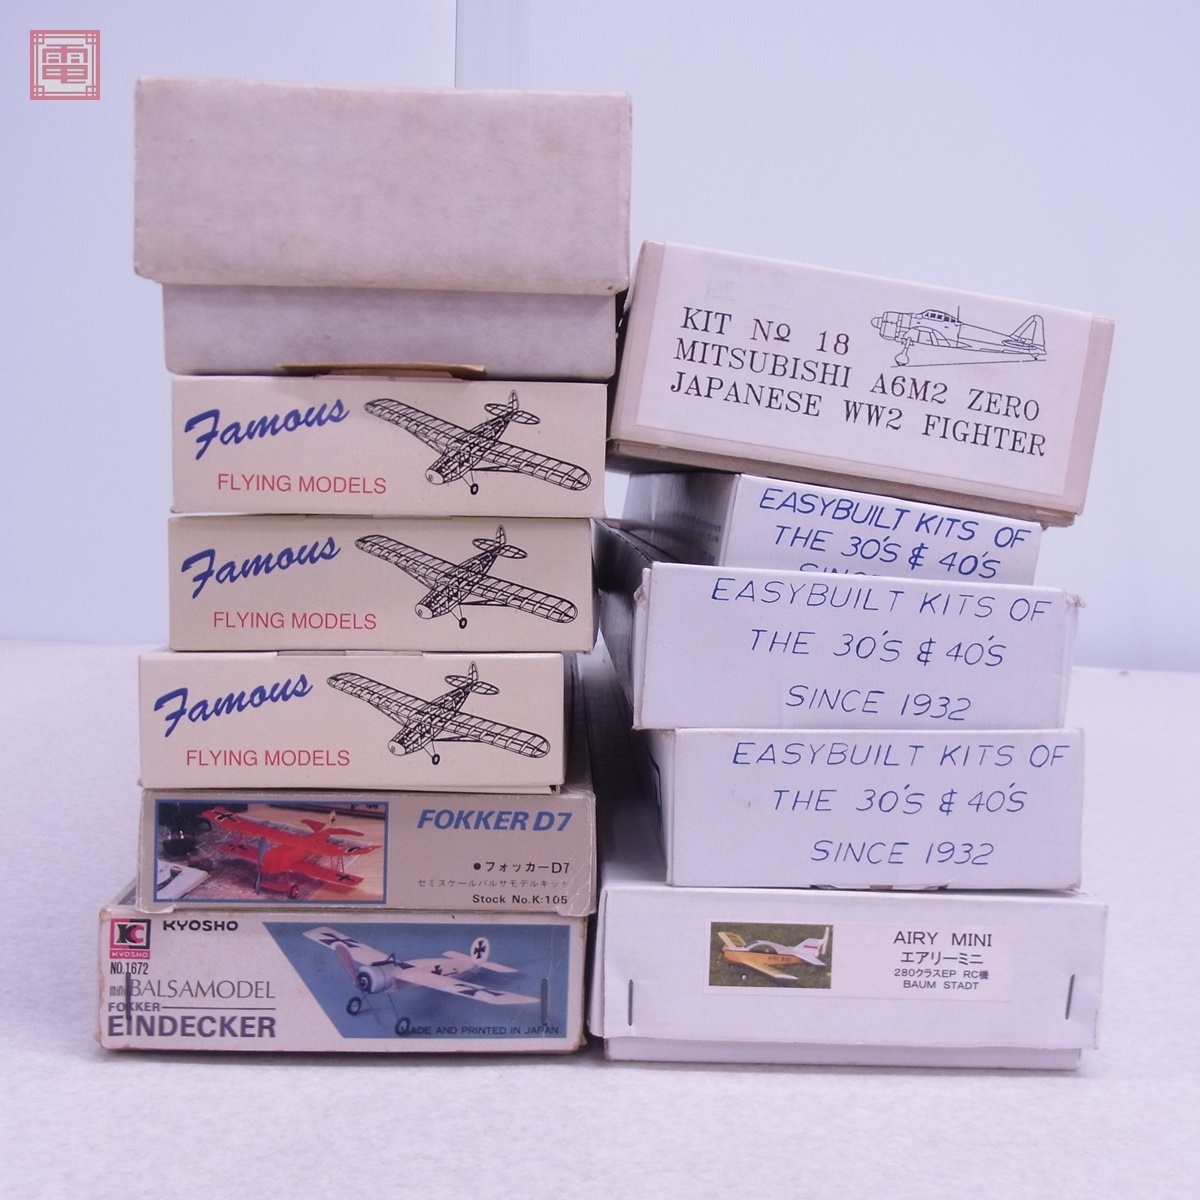 電
KIT No 18
MITSUBISHI A6M2 ZERO
JAPANESE WW2 FIGHTER
Famous
FLYING MODELS
Famous
FLYING MODELS
Famous
FLYING MODELS
FOKKER D7
●フォッカーD7
セミスケールバルサモデルキット
Stock No.K:105
KC
KYOSHO
KYOSHO
NO.1672
mini BALSAMODEL
FOKKER
EINDECKER
MADE AND PRINTED IN JAPAN
EASYBUILT KITS OF
THE 30'S & 40'S
EASYBUILT KITS OF
THE 30'S & 40'S
SINCE 1932
EASYBUILT KITS OF
THE 30'S & 40'S
SINCE 1932
AIRY MINI
エアリーミニ
280クラスEP RC機
BAUM STADT